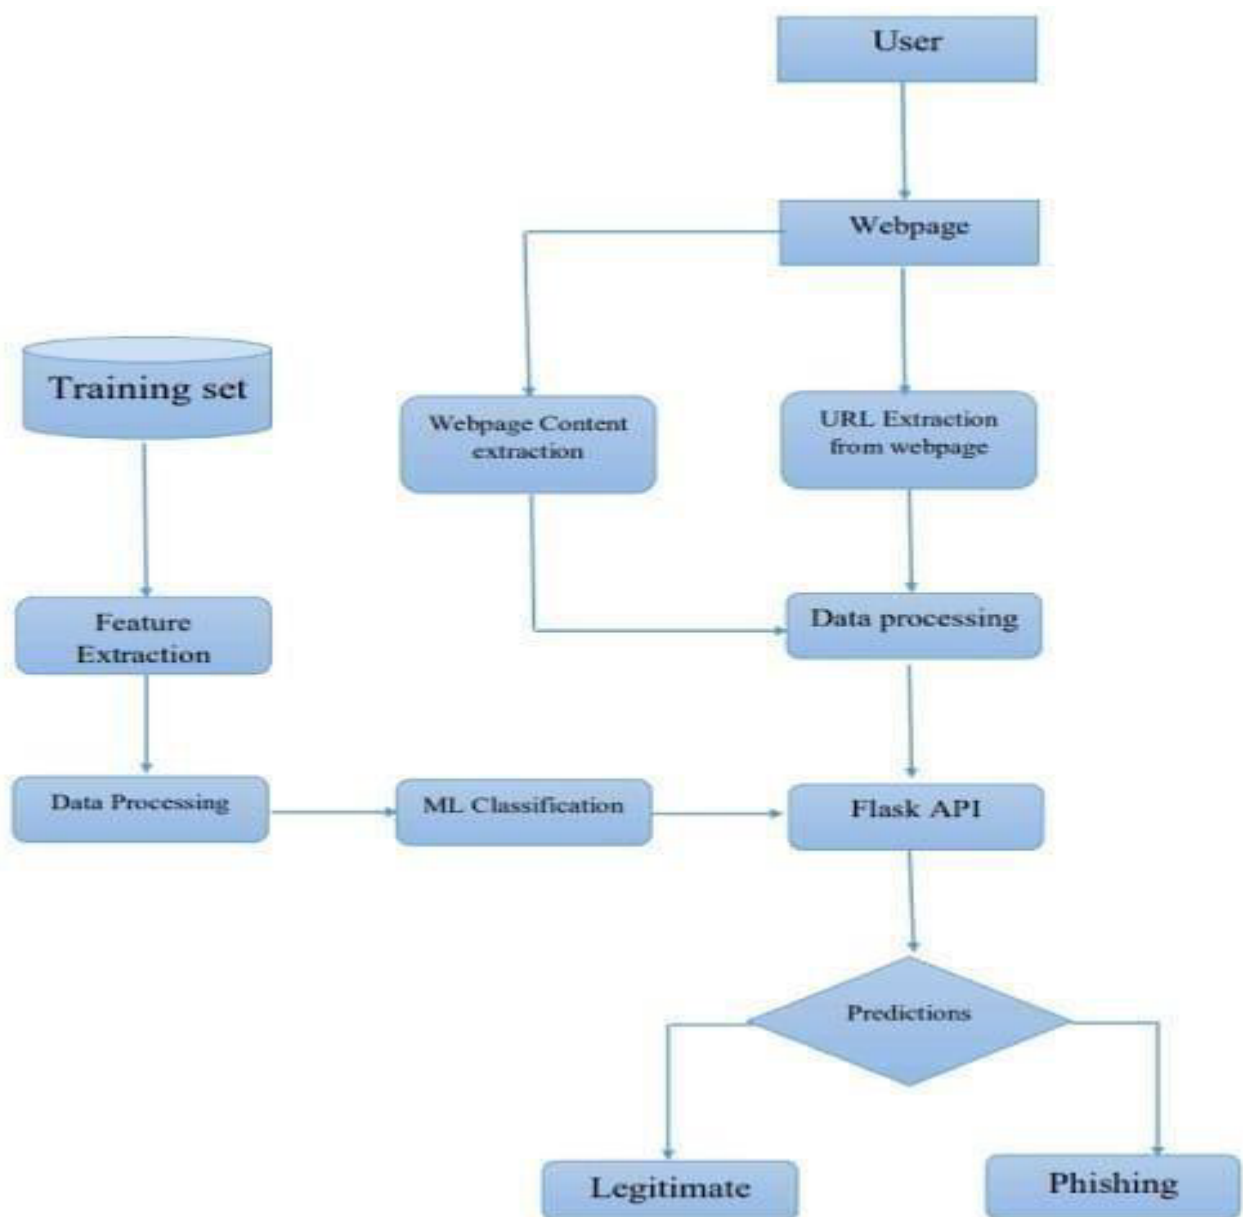 User
Webpage
Training set
Webpage Content
extraction
URL Extraction
from webpage
Feature
Extraction
Data processing
Data Processing
ML Classification
Flask API
Predictions
Legitimate
Phishing